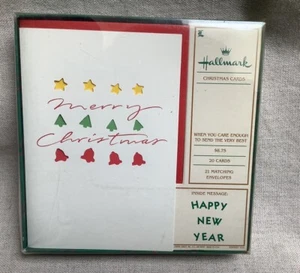 Merry
Christmas
Hallmark
CHRISTMAS CARDS
WHEN YOU CARE ENOUGH
TO SEND THE VERY BEST
20 CARDS
21 MATCHING
ENVELOPES
INSIDE MESSAGE:
HAPPY
NEW
YEAR